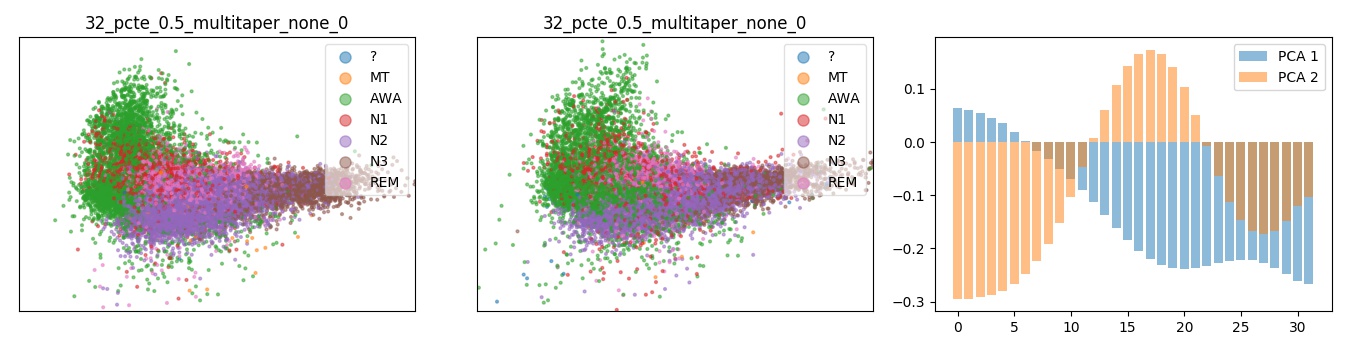 32_pcte_0.5_multitaper_none_0
?
MT
AWA
N1
N2
N3
REM
32_pcte_0.5_multitaper_none_0
?
MT
AWA
N1
N2
N3
REM
PCA 1
PCA 2
0.1
0.0
−0.1
−0.2
−0.3
0 5 10 15 20 25 30